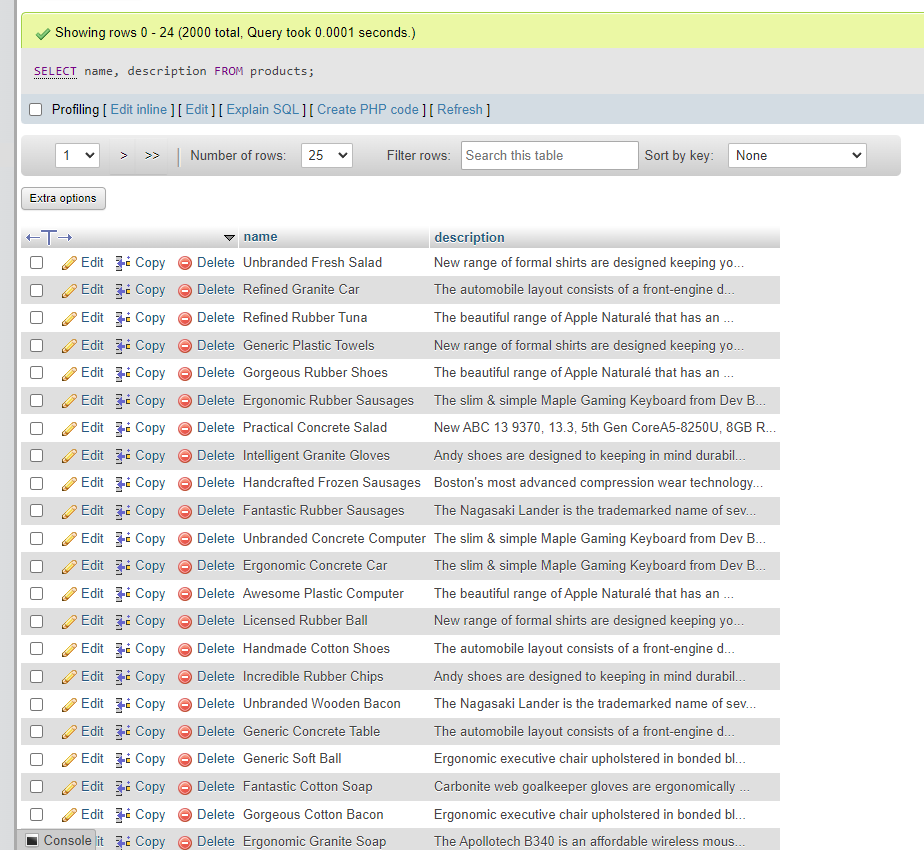 Showing rows 0 - 24 (2000 total, Query took 0.0001 seconds.)
SELECT name, description FROM products;
Profiling [ Edit inline ] [ Edit ] [ Explain SQL ] [ Create PHP code ] [ Refresh ]
1 > >> Number of rows: 25 Filter rows: Search this table Sort by key: None
Extra options
←T→ name description
Edit Copy Delete Unbranded Fresh Salad New range of formal shirts are designed keeping yo...
Edit Copy Delete Refined Granite Car The automobile layout consists of a front-engine d...
Edit Copy Delete Refined Rubber Tuna The beautiful range of Apple Naturalé that has an ...
Edit Copy Delete Generic Plastic Towels New range of formal shirts are designed keeping yo...
Edit Copy Delete Gorgeous Rubber Shoes The beautiful range of Apple Naturalé that has an ...
Edit Copy Delete Ergonomic Rubber Sausages The slim & simple Maple Gaming Keyboard from Dev B...
Edit Copy Delete Practical Concrete Salad New ABC 13 9370, 13.3, 5th Gen CoreA5-8250U, 8GB R...
Edit Copy Delete Intelligent Granite Gloves Andy shoes are designed to keeping in mind durabil...
Edit Copy Delete Handcrafted Frozen Sausages Boston's most advanced compression wear technology...
Edit Copy Delete Fantastic Rubber Sausages The Nagasaki Lander is the trademarked name of sev...
Edit Copy Delete Unbranded Concrete Computer The slim & simple Maple Gaming Keyboard from Dev B...
Edit Copy Delete Ergonomic Concrete Car The slim & simple Maple Gaming Keyboard from Dev B...
Edit Copy Delete Awesome Plastic Computer The beautiful range of Apple Naturalé that has an ...
Edit Copy Delete Licensed Rubber Ball New range of formal shirts are designed keeping yo...
Edit Copy Delete Handmade Cotton Shoes The automobile layout consists of a front-engine d...
Edit Copy Delete Incredible Rubber Chips Andy shoes are designed to keeping in mind durabil...
Edit Copy Delete Unbranded Wooden Bacon The Nagasaki Lander is the trademarked name of sev...
Edit Copy Delete Generic Concrete Table The automobile layout consists of a front-engine d...
Edit Copy Delete Generic Soft Ball Ergonomic executive chair upholstered in bonded bl...
Edit Copy Delete Fantastic Cotton Soap Carbonite web goalkeeper gloves are ergonomically ...
Edit Copy Delete Gorgeous Cotton Bacon Ergonomic executive chair upholstered in bonded bl...
Console it Copy Delete Ergonomic Granite Soap The Apollotech B340 is an affordable wireless mous...